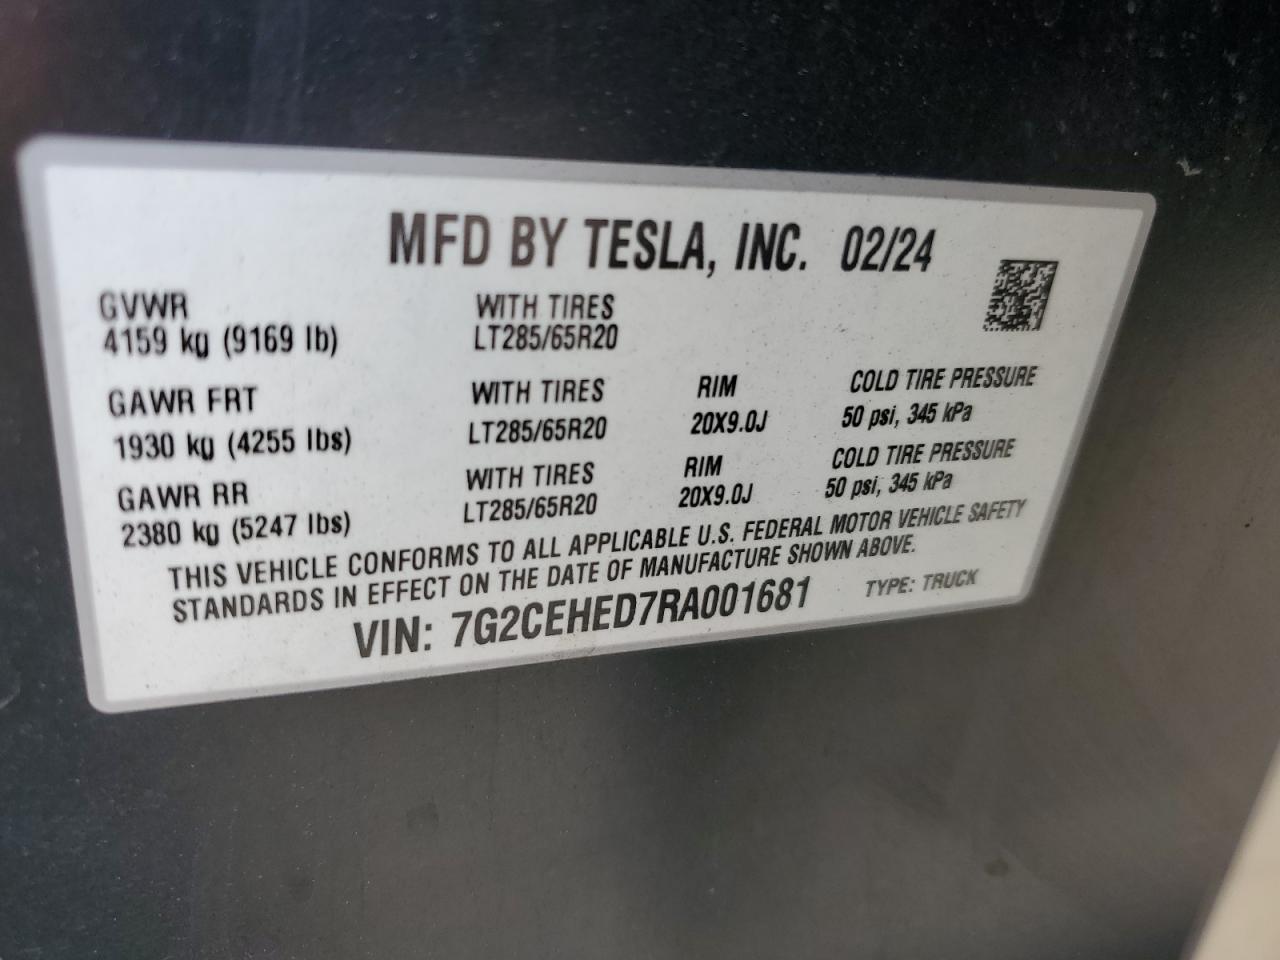 MFD BY TESLA, INC. 02/24
GVWR WITH TIRES
4159 kg (9169 lb) LT285/65R20
GAWR FRT WITH TIRES RIM COLD TIRE PRESSURE
1930 kg (4255 lbs) LT285/65R20 20X9.0J 50 psi, 345 kPa
GAWR RR WITH TIRES RIM COLD TIRE PRESSURE
2380 kg (5247 lbs) LT285/65R20 20X9.0J 50 psi, 345 kPa
THIS VEHICLE CONFORMS TO ALL APPLICABLE U.S. FEDERAL MOTOR VEHICLE SAFETY
STANDARDS IN EFFECT ON THE DATE OF MANUFACTURE SHOWN ABOVE.
VIN: 7G2CEHED7RA001681 TYPE: TRUCK